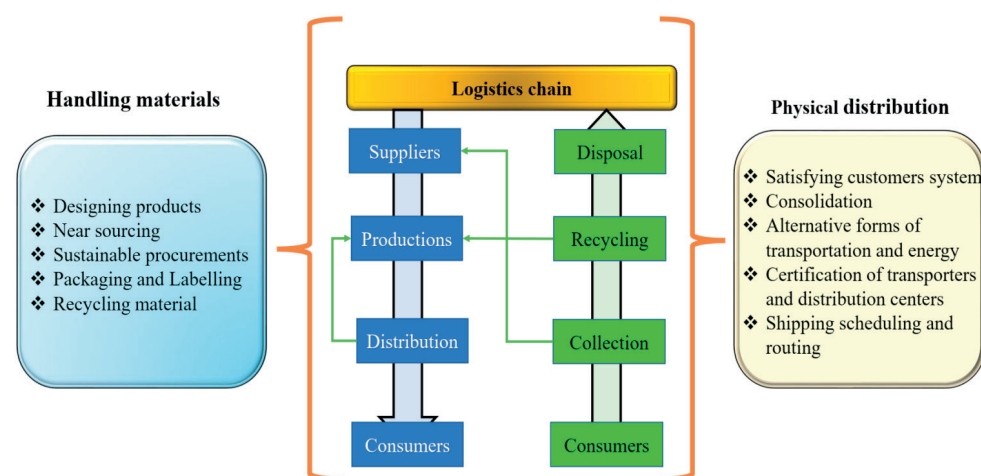 Handling materials
❖ Designing products
❖ Near sourcing
❖ Sustainable procurements
❖ Packaging and Labelling
❖ Recycling material
Logistics chain
Suppliers
Productions
Distribution
Consumers
Disposal
Recycling
Collection
Consumers
Physical distribution
❖ Satisfying customers system
❖ Consolidation
❖ Alternative forms of
transportation and energy
❖ Certification of transporters
and distribution centers
❖ Shipping scheduling and
routing